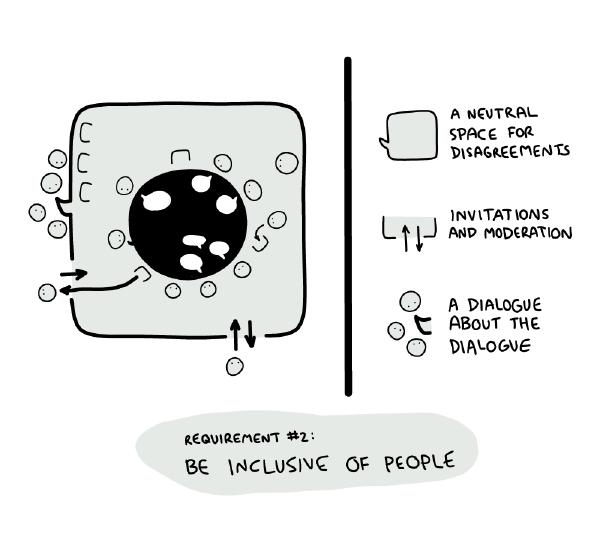 A NEUTRAL
SPACE FOR
DISAGREEMENTS
INVITATIONS
AND MODERATION
A DIALOGUE
ABOUT THE
DIALOGUE
REQUIREMENT #2:
BE INCLUSIVE OF PEOPLE